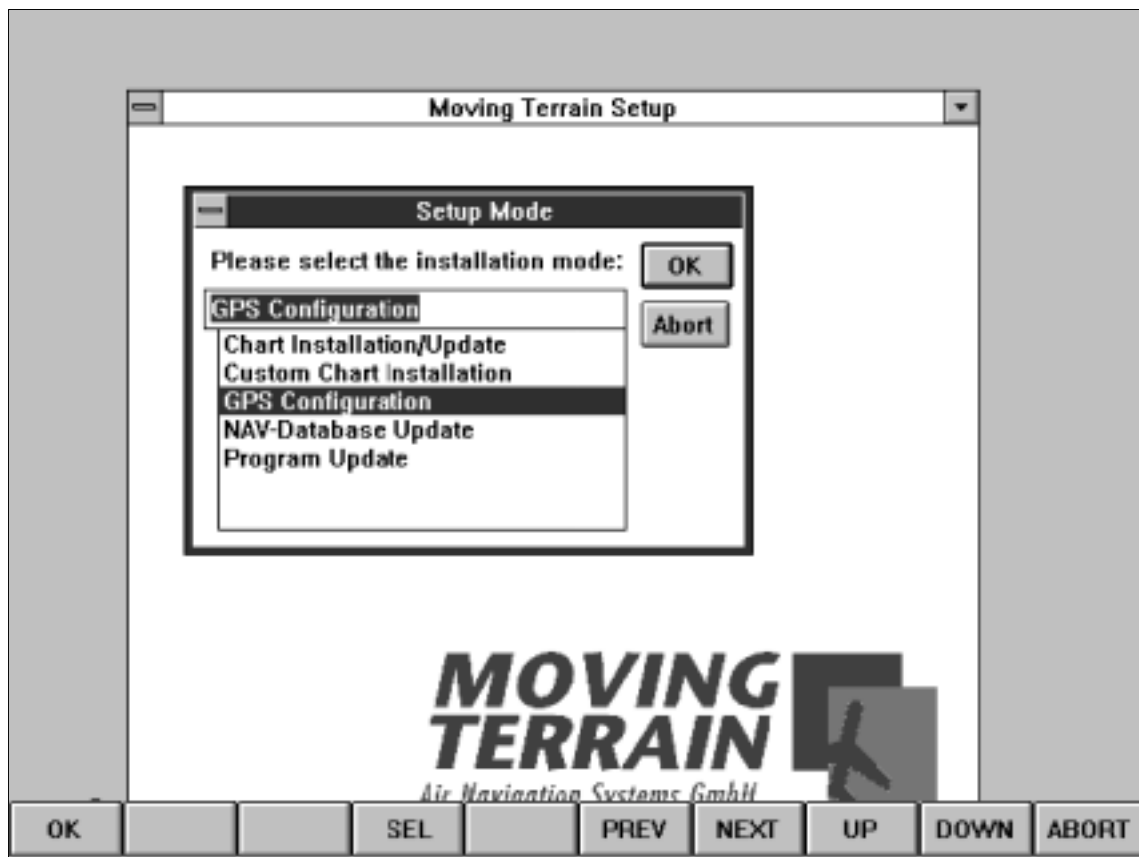 Moving Terrain Setup
Setup Mode
Please select the installation mode:
OK
GPS Configuration
Abort
Chart Installation/Update
Custom Chart Installation
GPS Configuration
NAV-Database Update
Program Update
MOVING
TERRAIN
Air Navigation Systems GmbH
OK SEL PREV NEXT UP DOWN ABORT